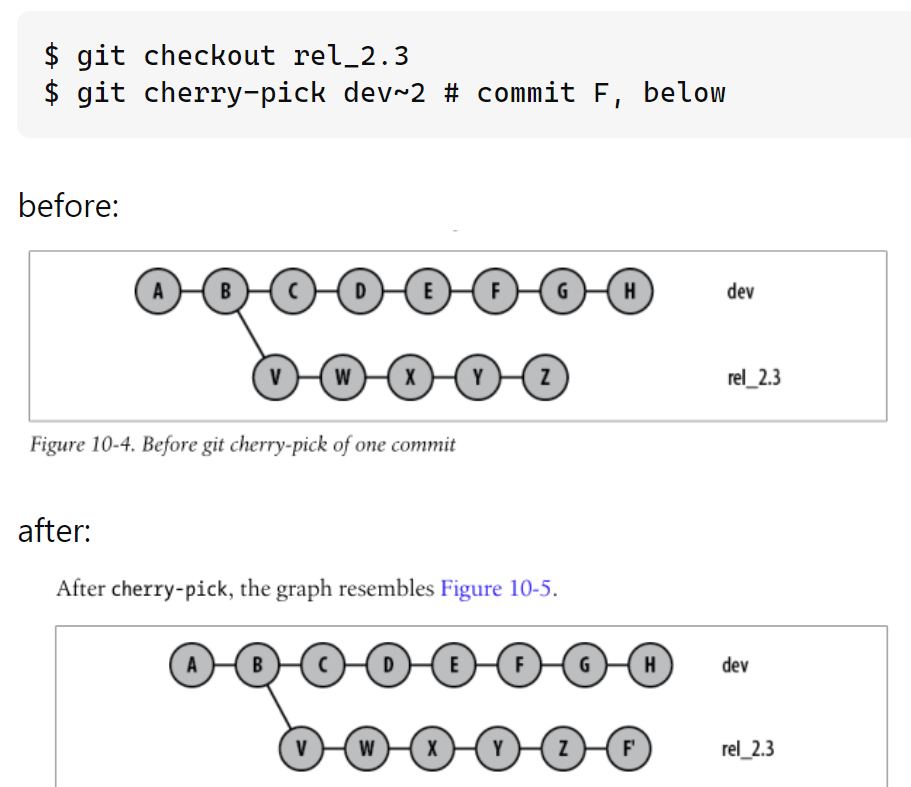 $ git checkout rel_2.3
$ git cherry-pick dev~2 # commit F, below
before:
A B C D E F G H dev
V W X Y Z rel_2.3
Figure 10-4. Before git cherry-pick of one commit
after:
After cherry-pick, the graph resembles Figure 10-5.
A B C D E F G H dev
V W X Y Z F' rel_2.3